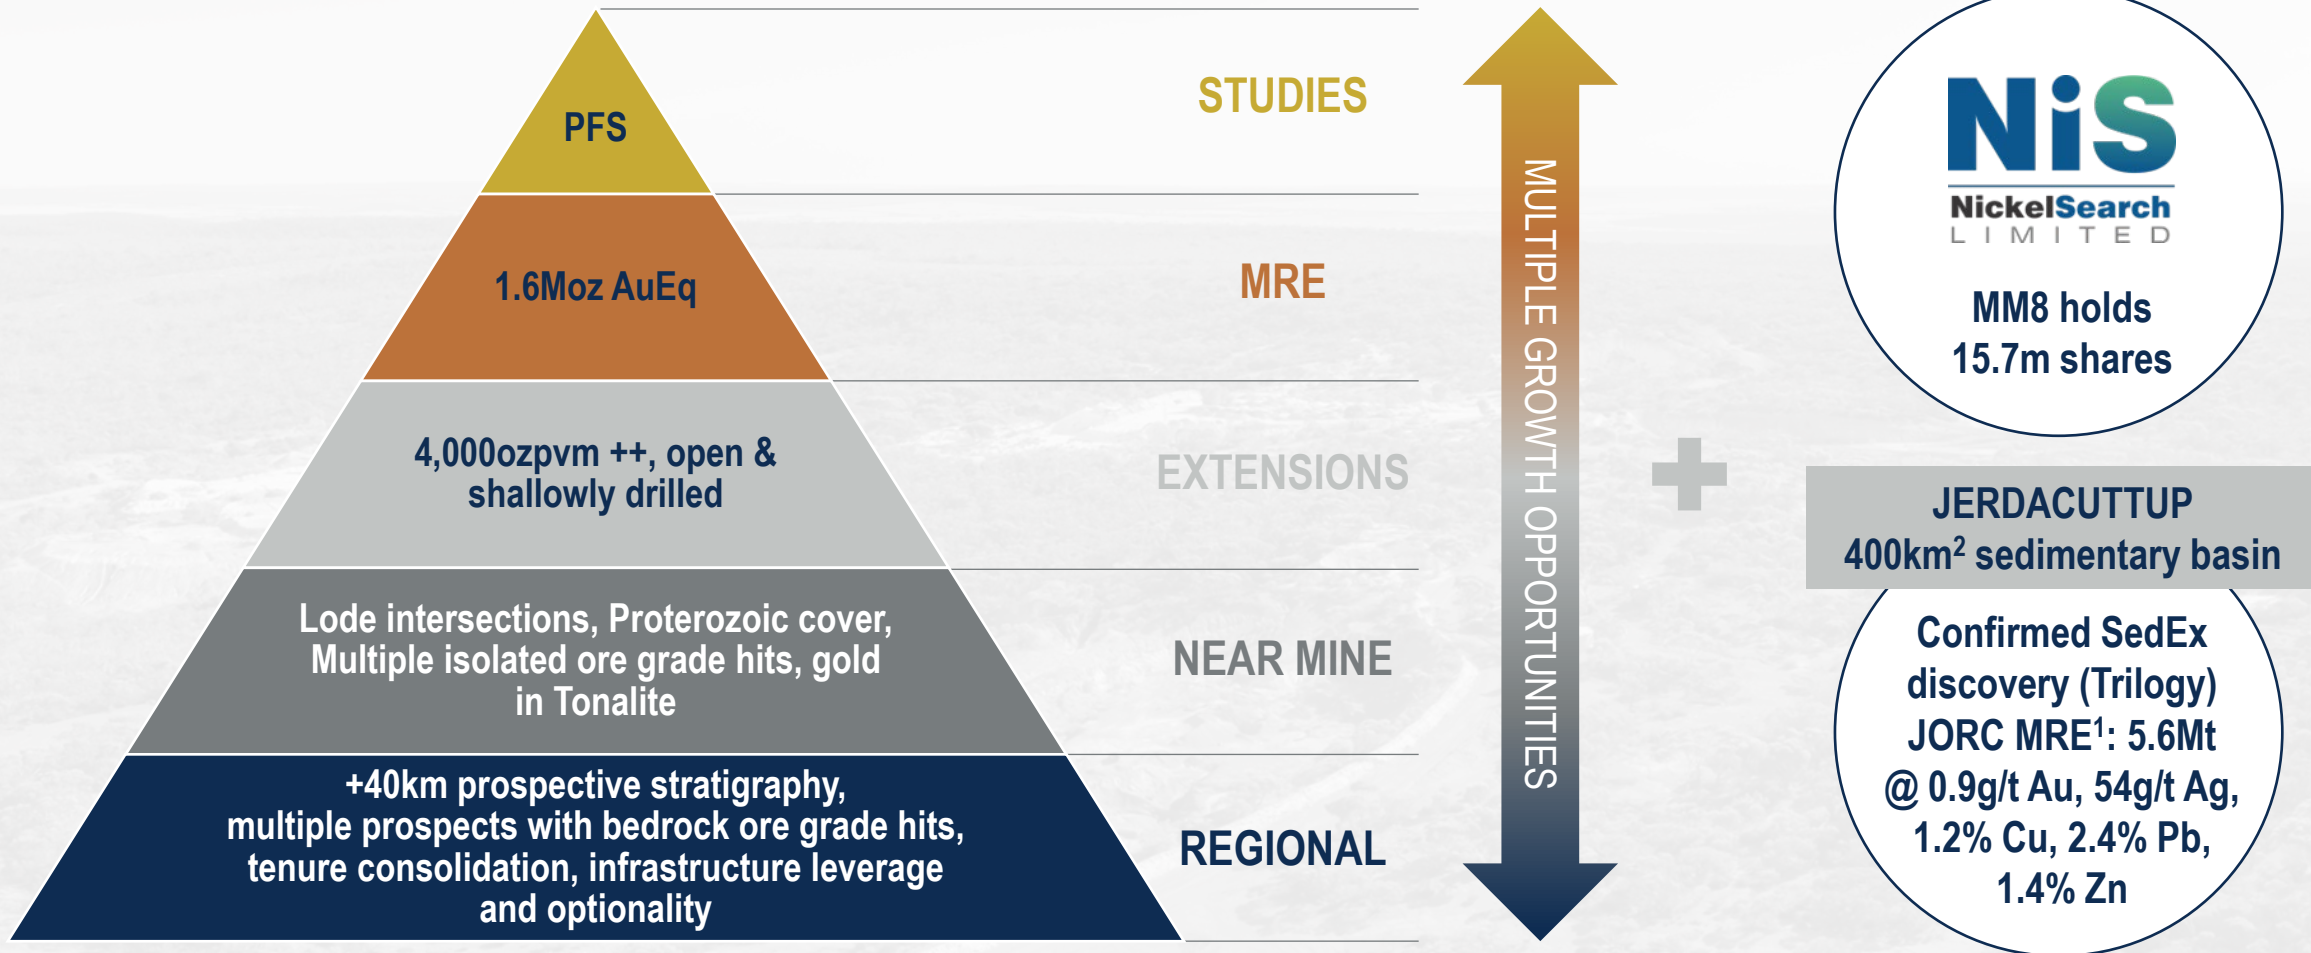 PFS
STUDIES
1.6Moz AuEq
MRE
4,000ozpvm ++, open &
shallowly drilled
EXTENSIONS
Lode intersections, Proterozoic cover,
Multiple isolated ore grade hits, gold
in Tonalite
NEAR MINE
+40km prospective stratigraphy,
multiple prospects with bedrock ore grade hits,
tenure consolidation, infrastructure leverage
and optionality
REGIONAL
MULTIPLE GROWTH OPPORTUNITIES
+
NiS
NickelSearch
LIMITED
MM8 holds
15.7m shares
JERDACUTTUP
400km² sedimentary basin
Confirmed SedEx
discovery (Trilogy)
JORC MRE¹: 5.6Mt
@ 0.9g/t Au, 54g/t Ag,
1.2% Cu, 2.4% Pb,
1.4% Zn